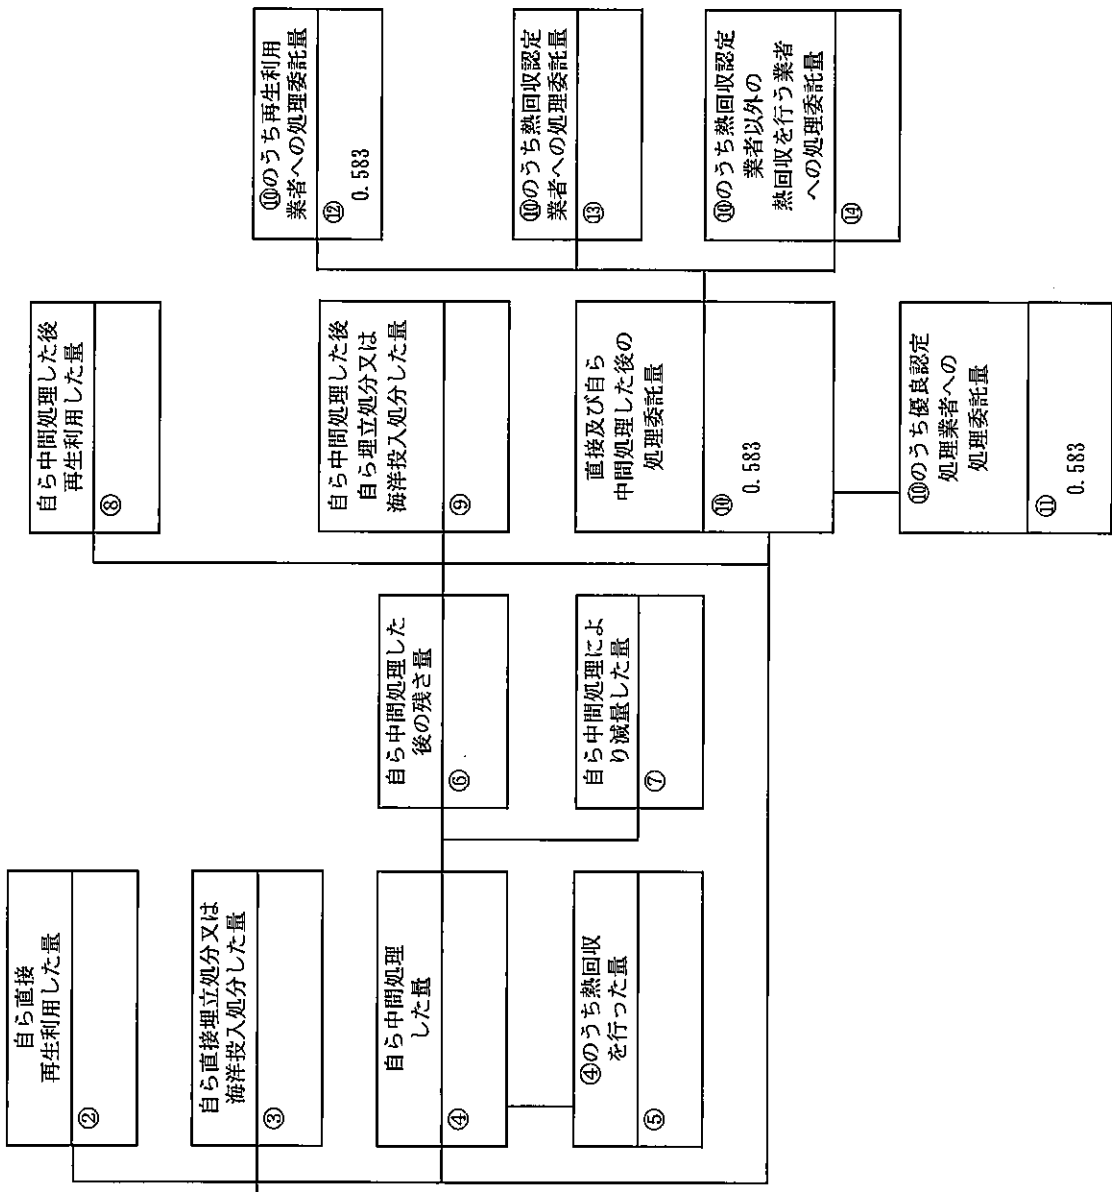 自ら直接
再生利用した量
②
自ら直接埋立処分又は
海洋投入処分した量
③
自ら中間処理
した量
④
④のうち熱回収
を行った量
⑤
自ら中間処理した
後の残さ量
⑥
自ら中間処理によ
り減量した量
⑦
自ら中間処理した後
再生利用した量
⑧
自ら中間処理した後
自ら埋立処分又は
海洋投入処分した量
⑨
直接及び自ら
中間処理した後の
処理委託量
⑩
0.583
⑩のうち優良認定
処理業者への
処理委託量
⑪
0.583
⑩のうち再生利用
業者への処理委託量
⑫
0.583
⑩のうち熱回収認定
業者への処理委託量
⑬
⑩のうち熱回収認定
業者以外の
熱回収を行う業者
への処理委託量
⑭